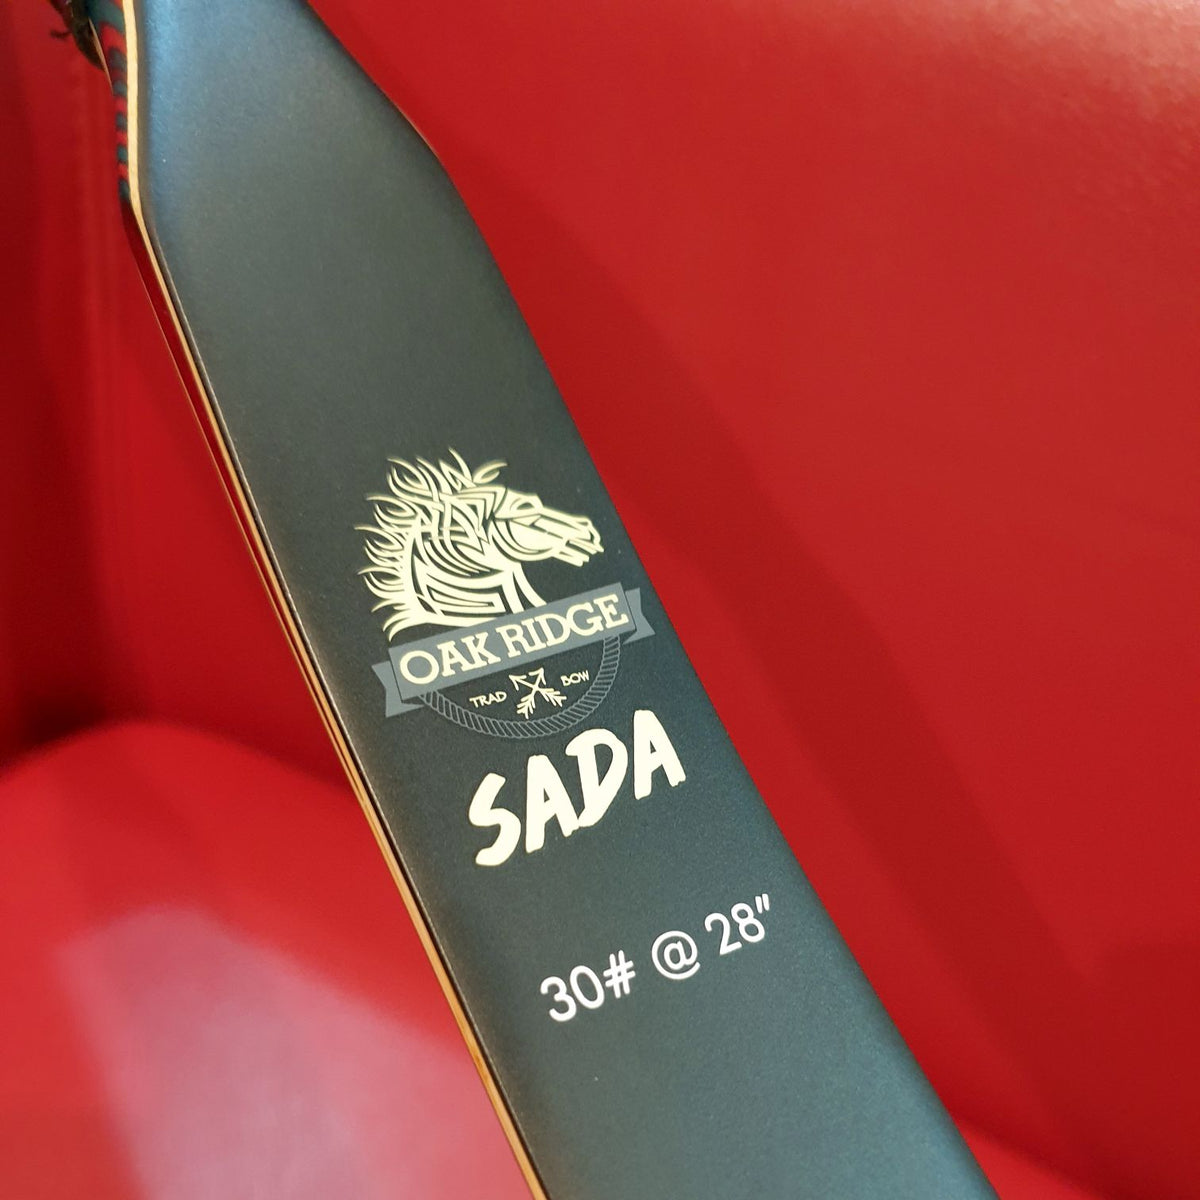 OAK RIDGE
TRAD BOW
SADA
30# @ 28"